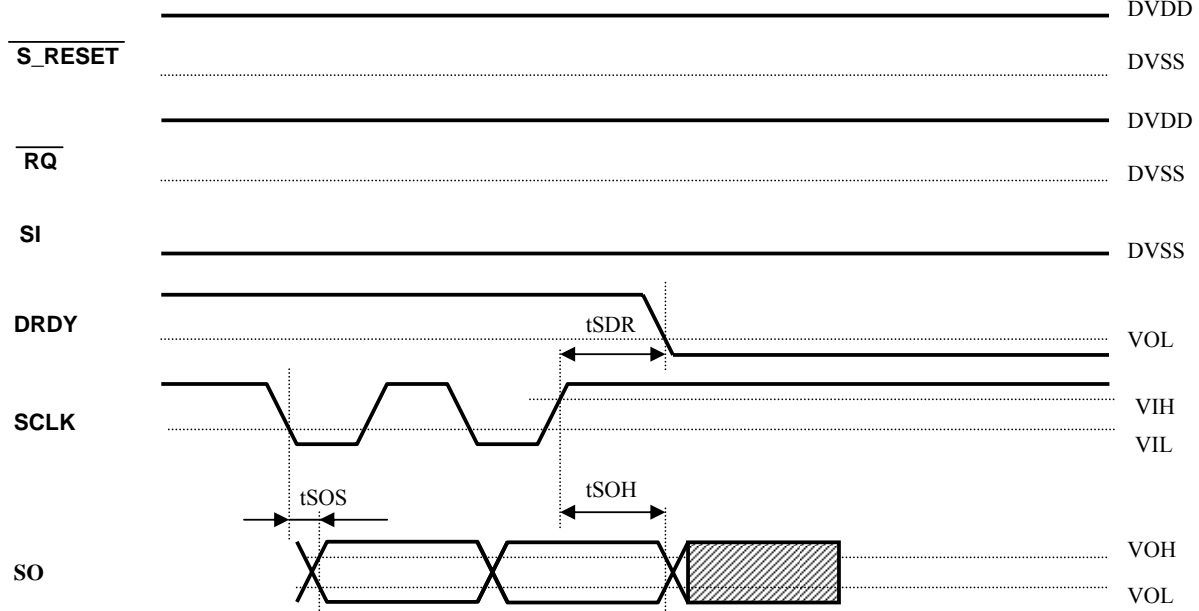 DVDD
S_RESET
DVSS
DVDD
RQ
DVSS
SI
DVSS
DRDY
tSDR
VOL
VIH
SCLK
VIL
tSOS
tSOH
VOH
SO
VOL